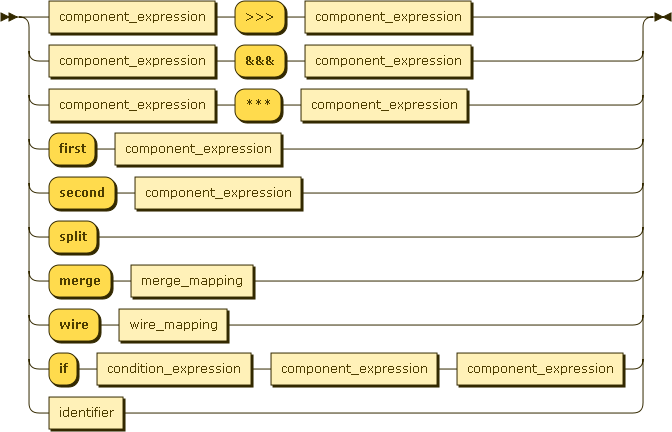 component_expression >>> component_expression
component_expression &&& component_expression
component_expression *** component_expression
first component_expression
second component_expression
split
merge merge_mapping
wire wire_mapping
if condition_expression component_expression component_expression
identifier